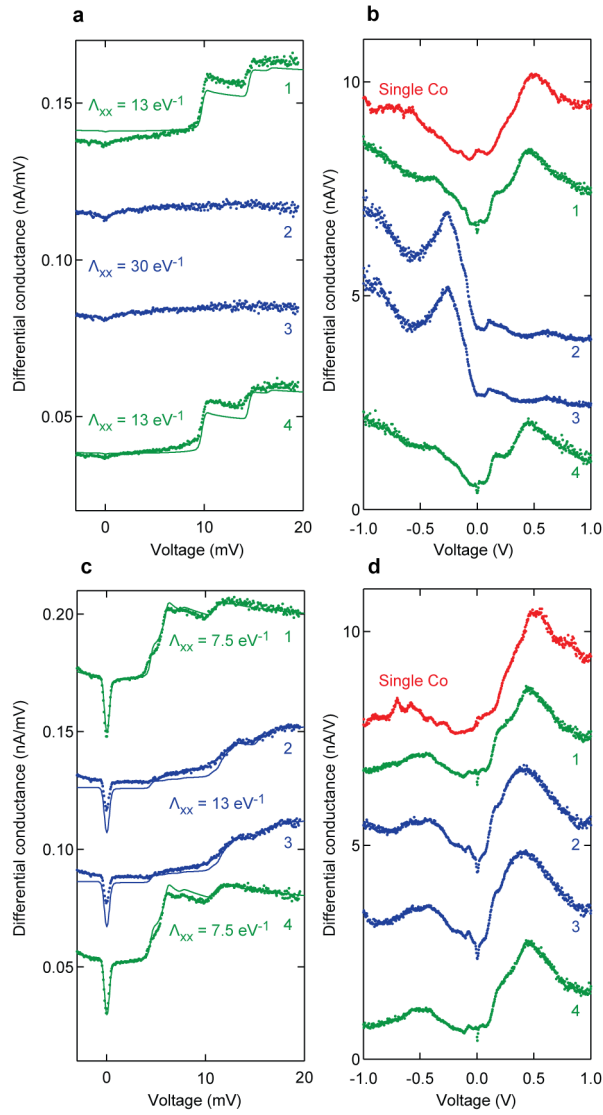 a
Differential conductance (nA/mV)
0.15
0.10
0.05
Λxx = 13 eV-1
1
2
Λxx = 30 eV-1
3
Λxx = 13 eV-1
4
0
10
20
Voltage (mV)
b
Differential conductance (nA/V)
10
5
0
Single Co
1
2
3
4
-1.0
-0.5
0.0
0.5
1.0
Voltage (V)
c
Differential conductance (nA/mV)
0.20
0.15
0.10
0.05
Λxx = 7.5 eV-1
1
2
Λxx = 13 eV-1
3
4
Λxx = 7.5 eV-1
0
10
20
Voltage (mV)
d
Differential conductance (nA/V)
10
5
0
Single Co
1
2
3
4
-1.0
-0.5
0.0
0.5
1.0
Voltage (V)